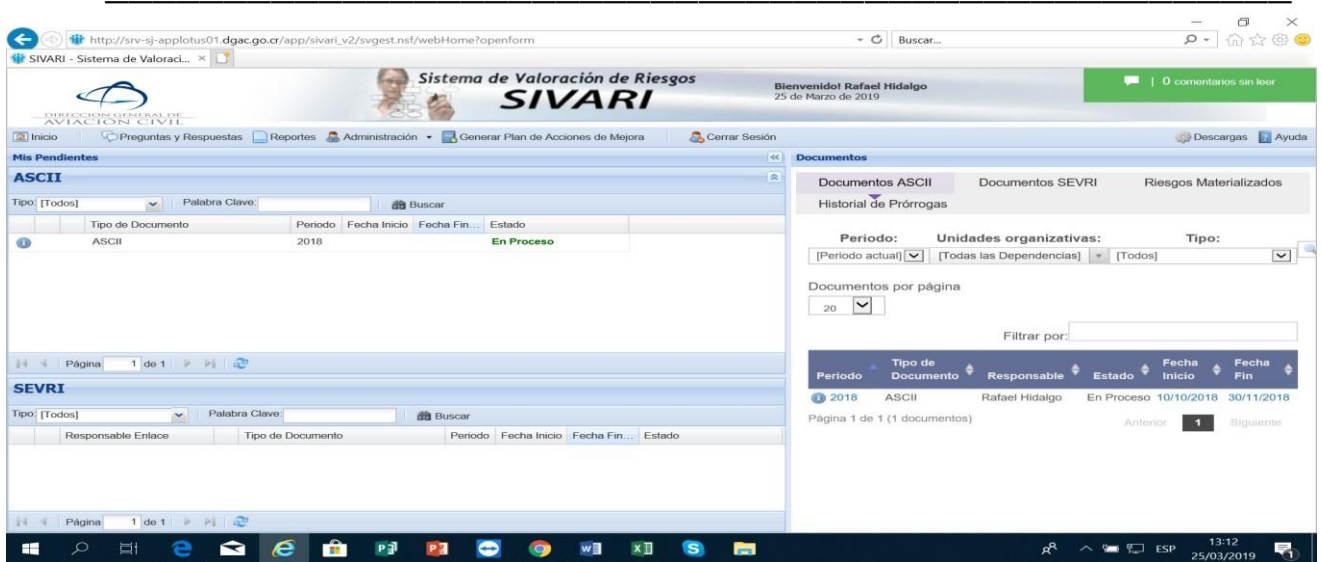 http://srv-sj-applotus01.dgac.go.cr/app/sivari_v2/svgest.nsf/webHome?openform
Buscar...
SIVARI - Sistema de Valoraci...
DIRECCIÓN GENERAL DE
AVIACIÓN CIVIL
Sistema de Valoración de Riesgos
SIVARI
Bienvenido! Rafael Hidalgo
25 de Marzo de 2019
| 0 comentarios sin leer
Inicio Preguntas y Respuestas Reportes Administración Generar Plan de Acciones de Mejora Cerrar Sesión Descargas Ayuda
Mis Pendientes
ASCII
Tipo: [Todos] Palabra Clave: Buscar
Tipo de Documento Periodo Fecha Inicio Fecha Fin... Estado
ASCII 2018 En Proceso
Página 1 de 1
SEVRI
Tipo: [Todos] Palabra Clave: Buscar
Responsable Enlace Tipo de Documento Periodo Fecha Inicio Fecha Fin... Estado
Página 1 de 1
Documentos
Documentos ASCII Documentos SEVRI Riesgos Materializados
Historial de Prórrogas
Periodo: Unidades organizativas: Tipo:
[Periodo actual] [Todas las Dependencias] [Todos]
Documentos por página
20
Filtrar por:
Periodo Tipo de Documento Responsable Estado Fecha Inicio Fecha Fin
2018 ASCII Rafael Hidalgo En Proceso 10/10/2018 30/11/2018
Página 1 de 1 (1 documentos)
Anterior 1 Siguiente
ESP
13:12
25/03/2019